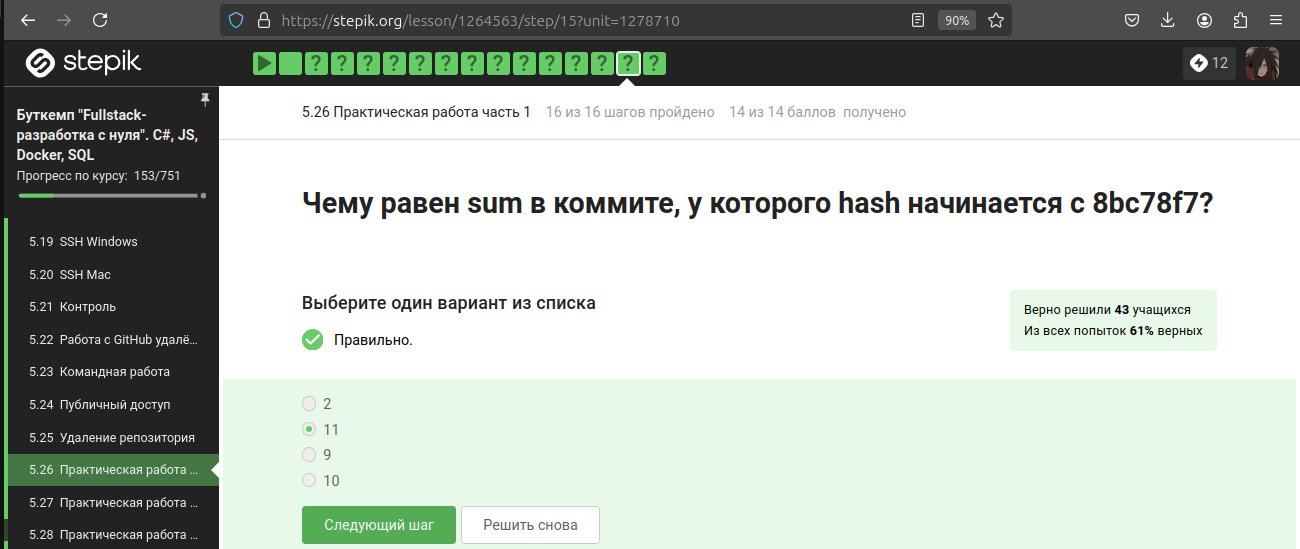 https://stepik.org/lesson/1264563/step/15?unit=1278710
90%
stepik
? ? ? ? ? ? ? ? ? ? ? ? ? ?
12
Буткемп "Fullstack-
разработка с нуля". C#, JS,
Docker, SQL
Прогресс по курсу: 153/751
5.19 SSH Windows
5.20 SSH Mac
5.21 Контроль
5.22 Работа с GitHub удалё...
5.23 Командная работа
5.24 Публичный доступ
5.25 Удаление репозитория
5.26 Практическая работа ...
5.27 Практическая работа ...
5.28 Практическая работа ...
5.26 Практическая работа часть 1 16 из 16 шагов пройдено 14 из 14 баллов получено
Чему равен sum в коммите, у которого hash начинается с 8bc78f7?
Выберите один вариант из списка
Правильно.
Верно решили 43 учащихся
Из всех попыток 61% верных
2
11
9
10
Следующий шаг
Решить снова